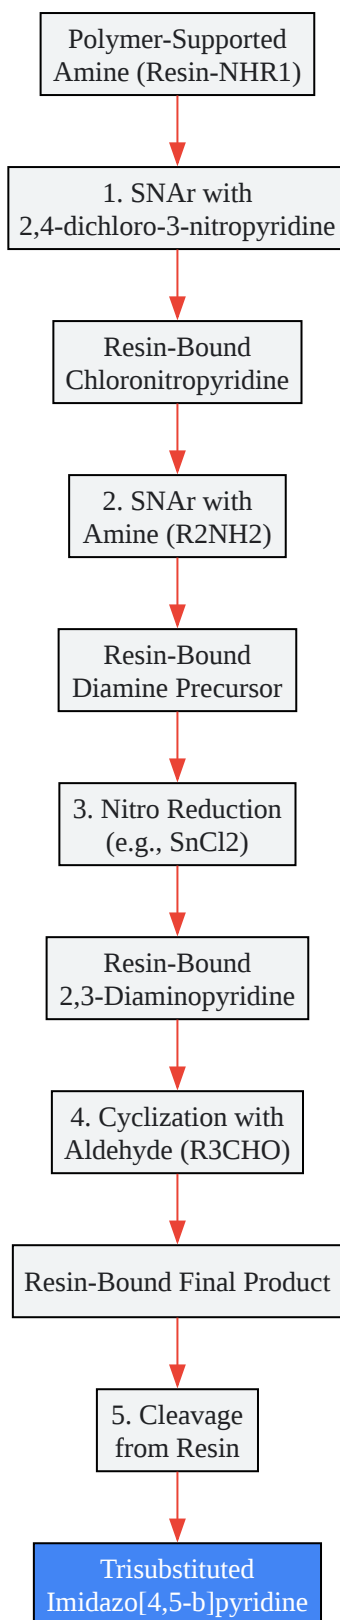 Polymer-Supported
Amine (Resin-NHR1)
1. SNAr with
2,4-dichloro-3-nitropyridine
Resin-Bound
Chloronitropyridine
2. SNAr with
Amine (R2NH2)
Resin-Bound
Diamine Precursor
3. Nitro Reduction
(e.g., SnCl2)
Resin-Bound
2,3-Diaminopyridine
4. Cyclization with
Aldehyde (R3CHO)
Resin-Bound Final Product
5. Cleavage
from Resin
Trisubstituted
Imidazo[4,5-b]pyridine